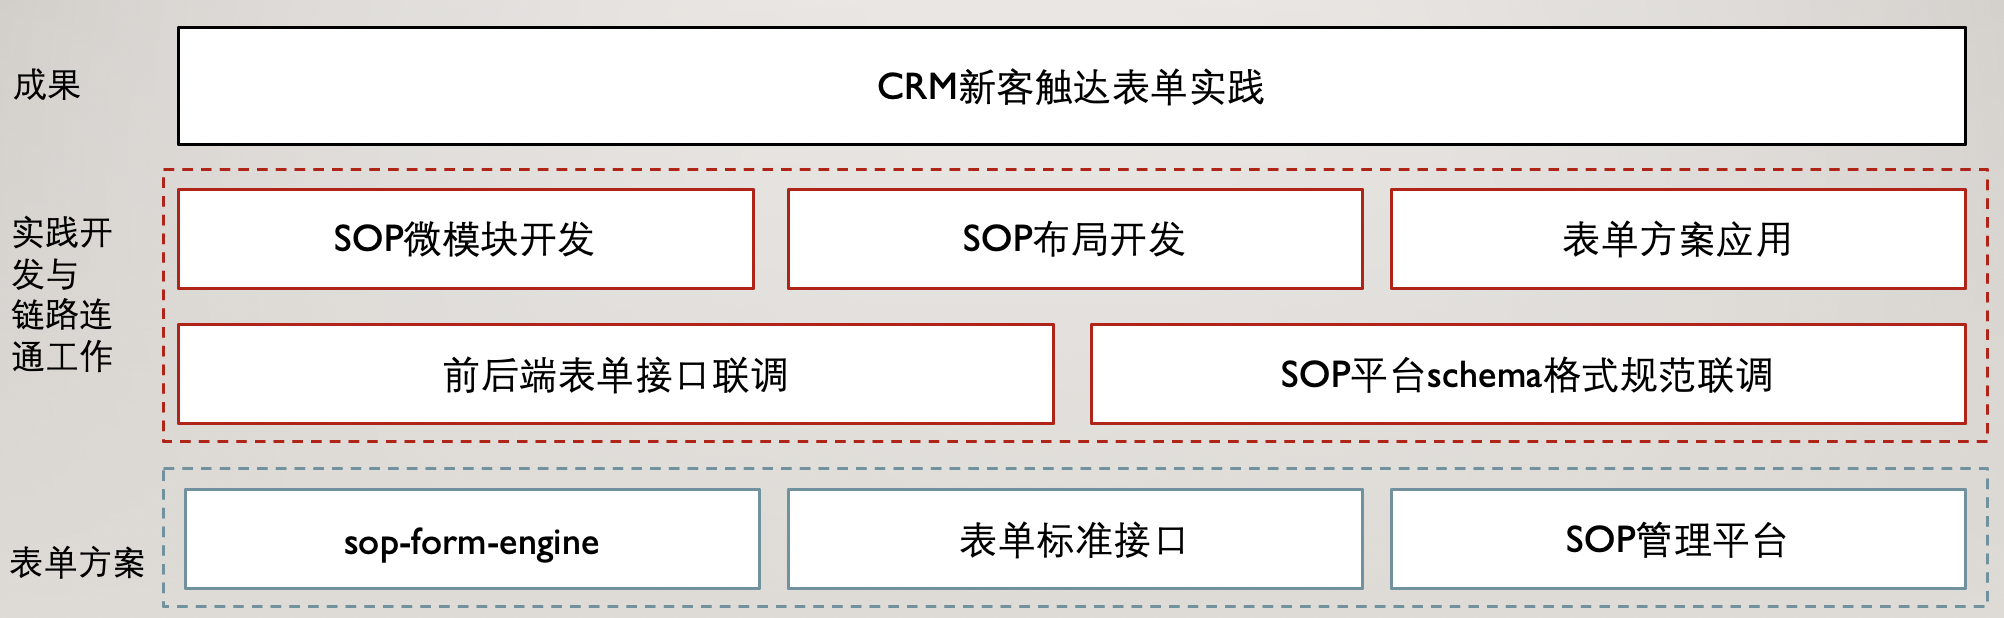 成果
CRM新客触达表单实践
实践开
发与
链路连
通工作
SOP微模块开发
SOP布局开发
表单方案应用
前后端表单接口联调
SOP平台schema格式规范联调
表单方案
sop-form-engine
表单标准接口
SOP管理平台